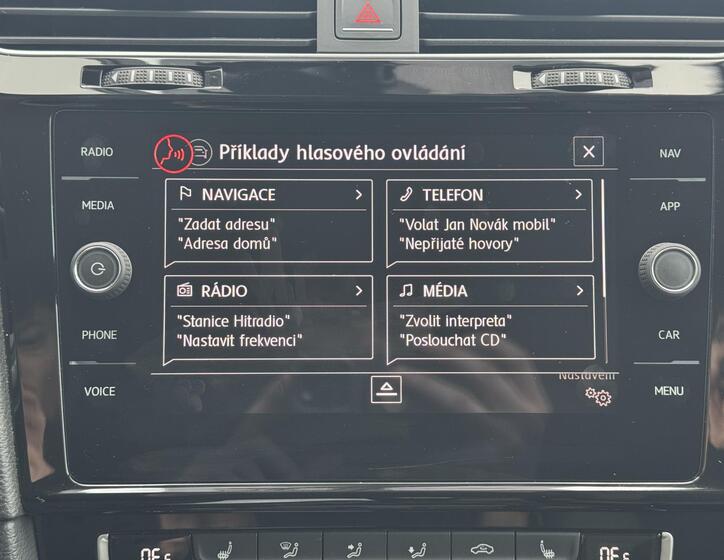 RADIO
MEDIA
PHONE
VOICE
Příklady hlasového ovládání
NAVIGACE
"Zadat adresu"
"Adresa domů"
TELEFON
"Volat Jan Novák mobil"
"Nepřijaté hovory"
RÁDIO
"Stanice Hitradio"
"Nastavit frekvenci"
MÉDIA
"Zvolit interpreta"
"Poslouchat CD"
Nastavení
NAV
APP
CAR
MENU